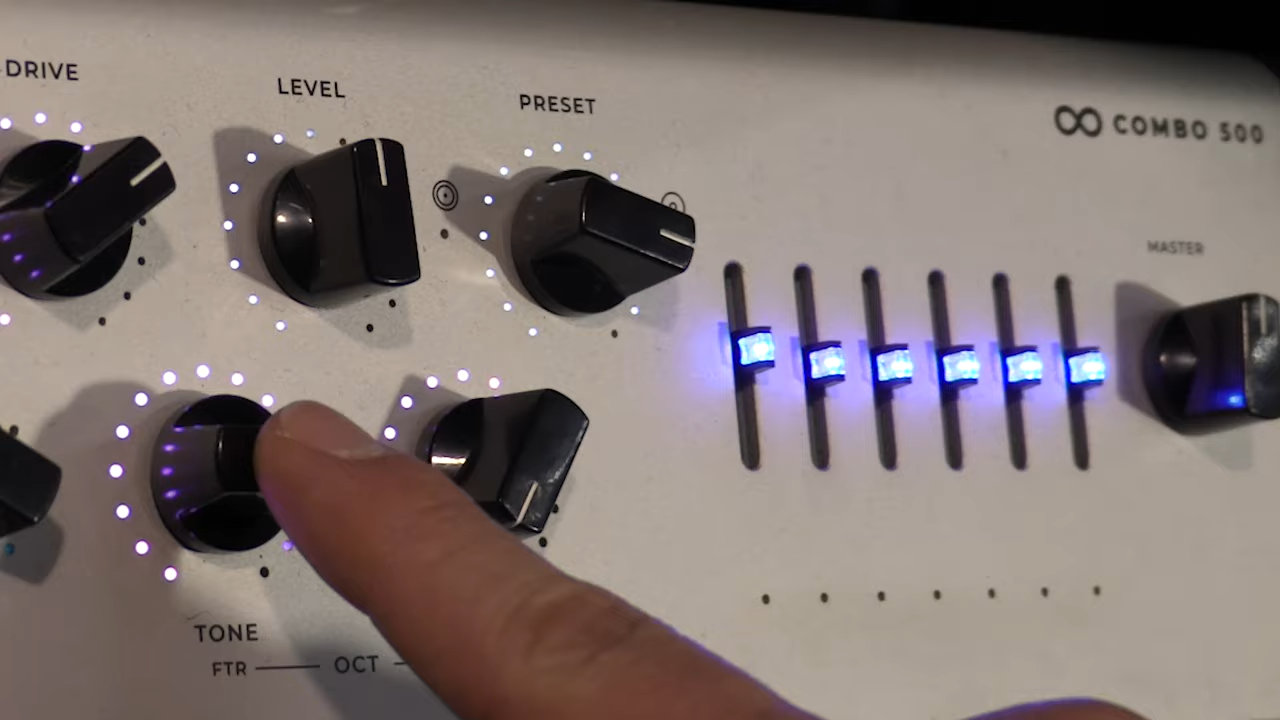 DRIVE
LEVEL
PRESET
COMBO 500
MASTER
TONE
FTR
OCT